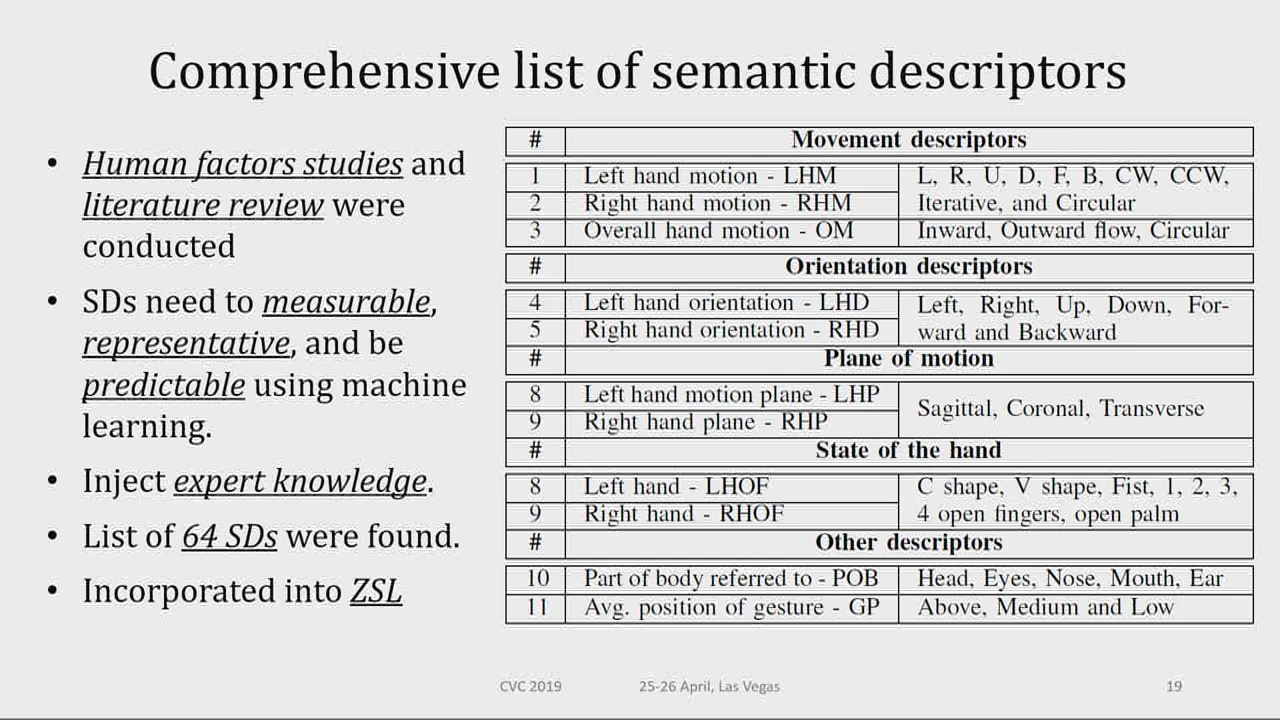 Comprehensive list of semantic descriptors
• Human factors studies and
literature review were
conducted
• SDs need to measurable,
representative, and be
predictable using machine
learning.
• Inject expert knowledge.
• List of 64 SDs were found.
• Incorporated into ZSL
# Movement descriptors
1 Left hand motion - LHM L, R, U, D, F, B, CW, CCW,
2 Right hand motion - RHM Iterative, and Circular
3 Overall hand motion - OM Inward, Outward flow, Circular
# Orientation descriptors
4 Left hand orientation - LHD Left, Right, Up, Down, For-
5 Right hand orientation - RHD ward and Backward
# Plane of motion
8 Left hand motion plane - LHP Sagittal, Coronal, Transverse
9 Right hand plane - RHP
# State of the hand
8 Left hand - LHOF C shape, V shape, Fist, 1, 2, 3,
9 Right hand - RHOF 4 open fingers, open palm
# Other descriptors
10 Part of body referred to - POB Head, Eyes, Nose, Mouth, Ear
11 Avg. position of gesture - GP Above, Medium and Low
CVC 2019 25-26 April, Las Vegas 19